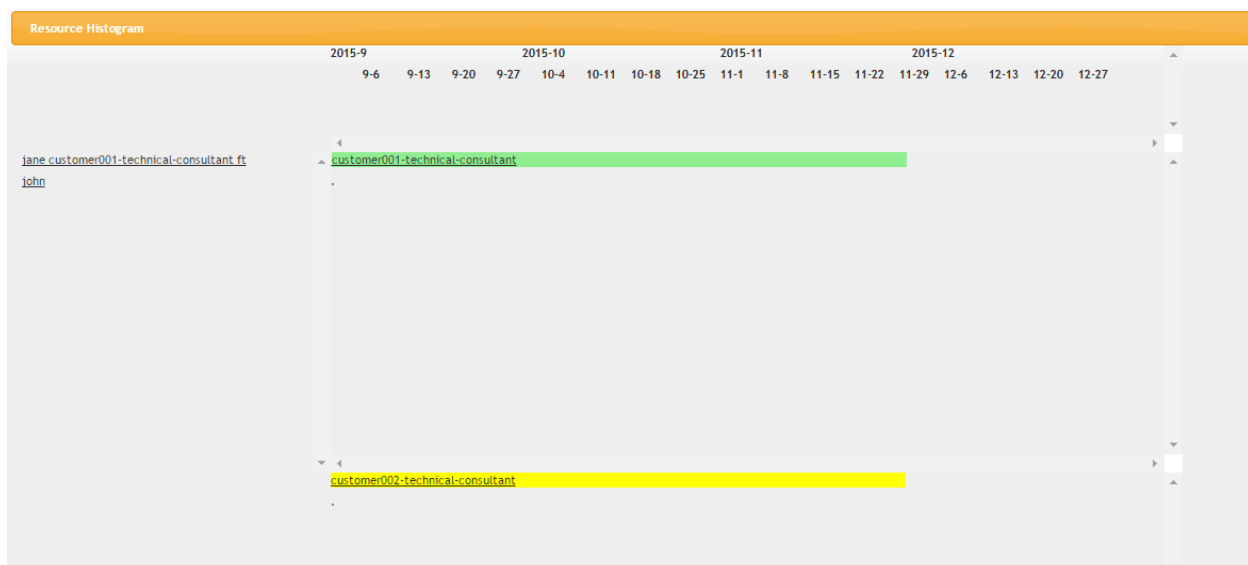 Resource Histogram
2015-9 2015-10 2015-11 2015-12
9-6 9-13 9-20 9-27 10-4 10-11 10-18 10-25 11-1 11-8 11-15 11-22 11-29 12-6 12-13 12-20 12-27
jane customer001-technical-consultant ft customer001-technical-consultant
john .
customer002-technical-consultant
.